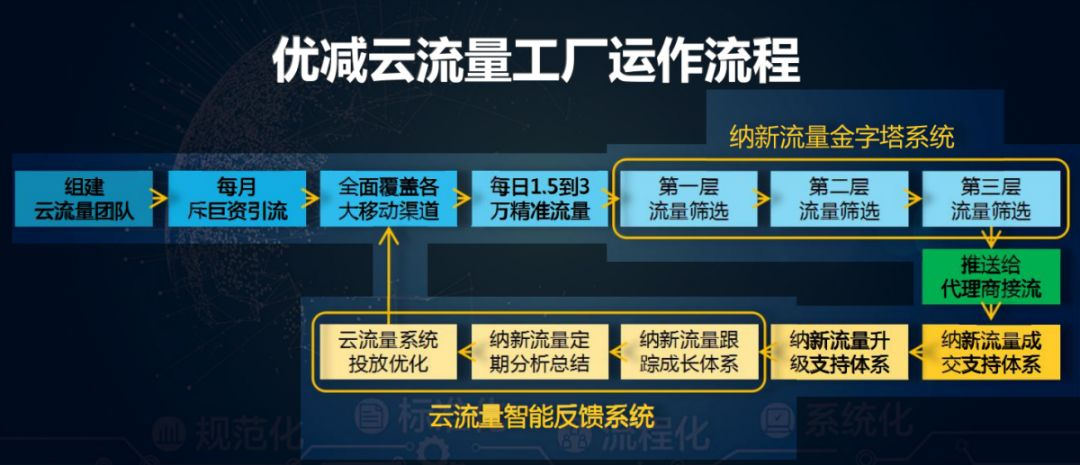 优减云流量工厂运作流程
纳新流量金字塔系统
组建
云流量团队
每月
斥巨资引流
全面覆盖各
大移动渠道
每日1.5到3
万精准流量
第一层
流量筛选
第二层
流量筛选
第三层
流量筛选
推送给
代理商接流
云流量系统
投放优化
纳新流量定
期分析总结
纳新流量跟
踪成长体系
纳新流量升
级支持体系
纳新流量成
交支持体系
云流量智能反馈系统
规范化
标准化
流程化
系统化